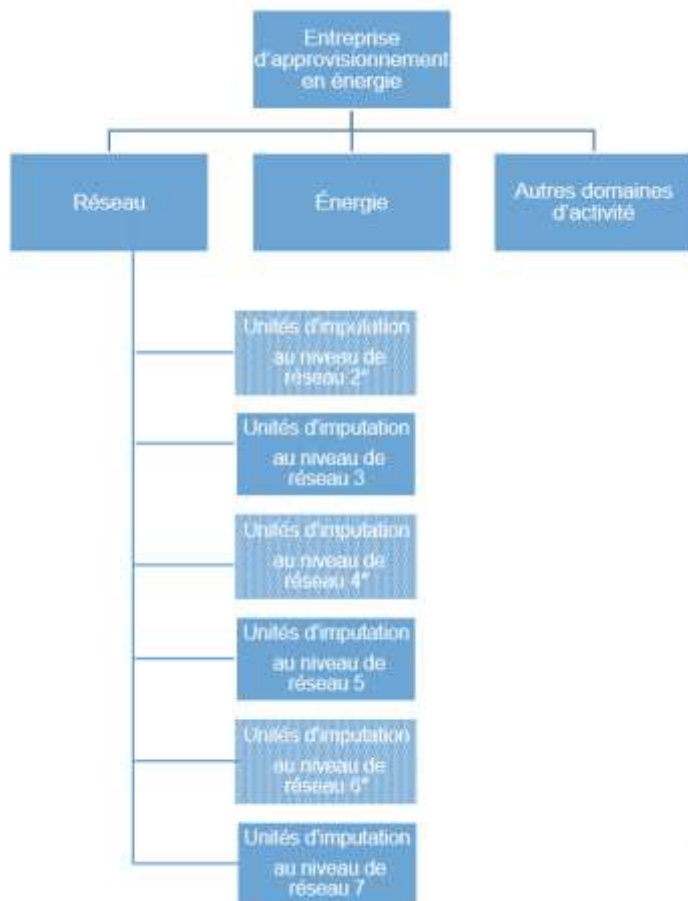 Entreprise
d'approvisionnement
en énergie
Réseau
Énergie
Autres domaines
d'activité
Unités d'imputation
au niveau de
réseau 2*
Unités d'imputation
au niveau de
réseau 3
Unités d'imputation
au niveau de
réseau 4*
Unités d'imputation
au niveau de
réseau 5
Unités d'imputation
au niveau de
réseau 6*
Unités d'imputation
au niveau de
réseau 7